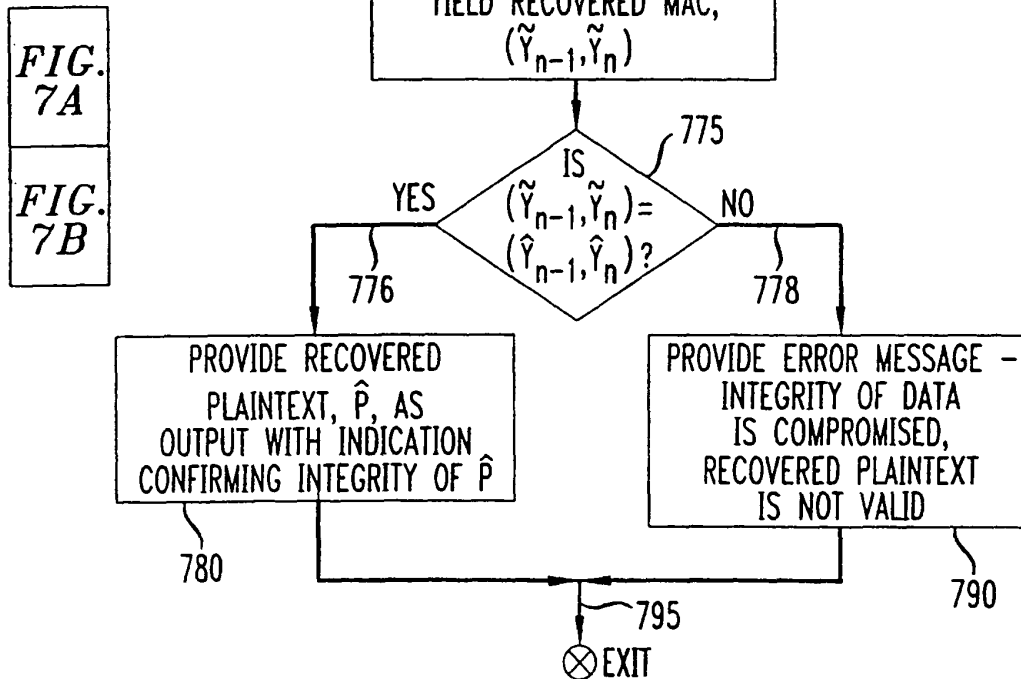 FIG.
7A
FIG.
7B
YIELD RECOVERED MAC,
(Ỹn-1, Ỹn)
775
IS
(Ỹn-1, Ỹn)=
(Ŷn-1, Ŷn)?
YES
NO
776
778
PROVIDE RECOVERED
PLAINTEXT, P̂, AS
OUTPUT WITH INDICATION
CONFIRMING INTEGRITY OF P̂
780
PROVIDE ERROR MESSAGE –
INTEGRITY OF DATA
IS COMPROMISED,
RECOVERED PLAINTEXT
IS NOT VALID
790
795
EXIT